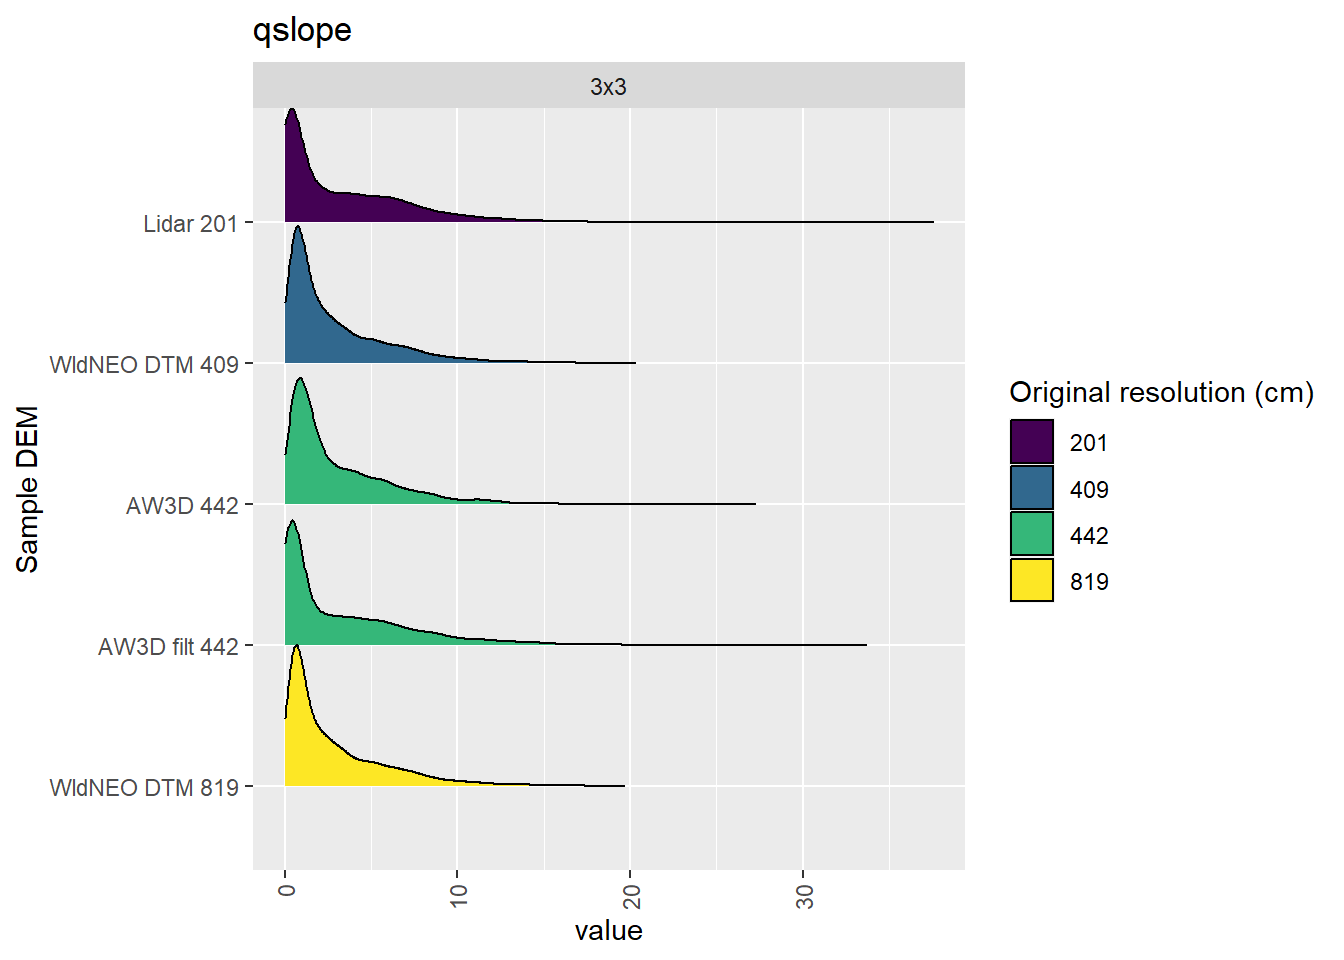 qslope
3x3
Lidar 201
WldNEO DTM 409
AW3D 442
AW3D filt 442
WldNEO DTM 819
Sample DEM
0
10
20
30
value
Original resolution (cm)
201
409
442
819